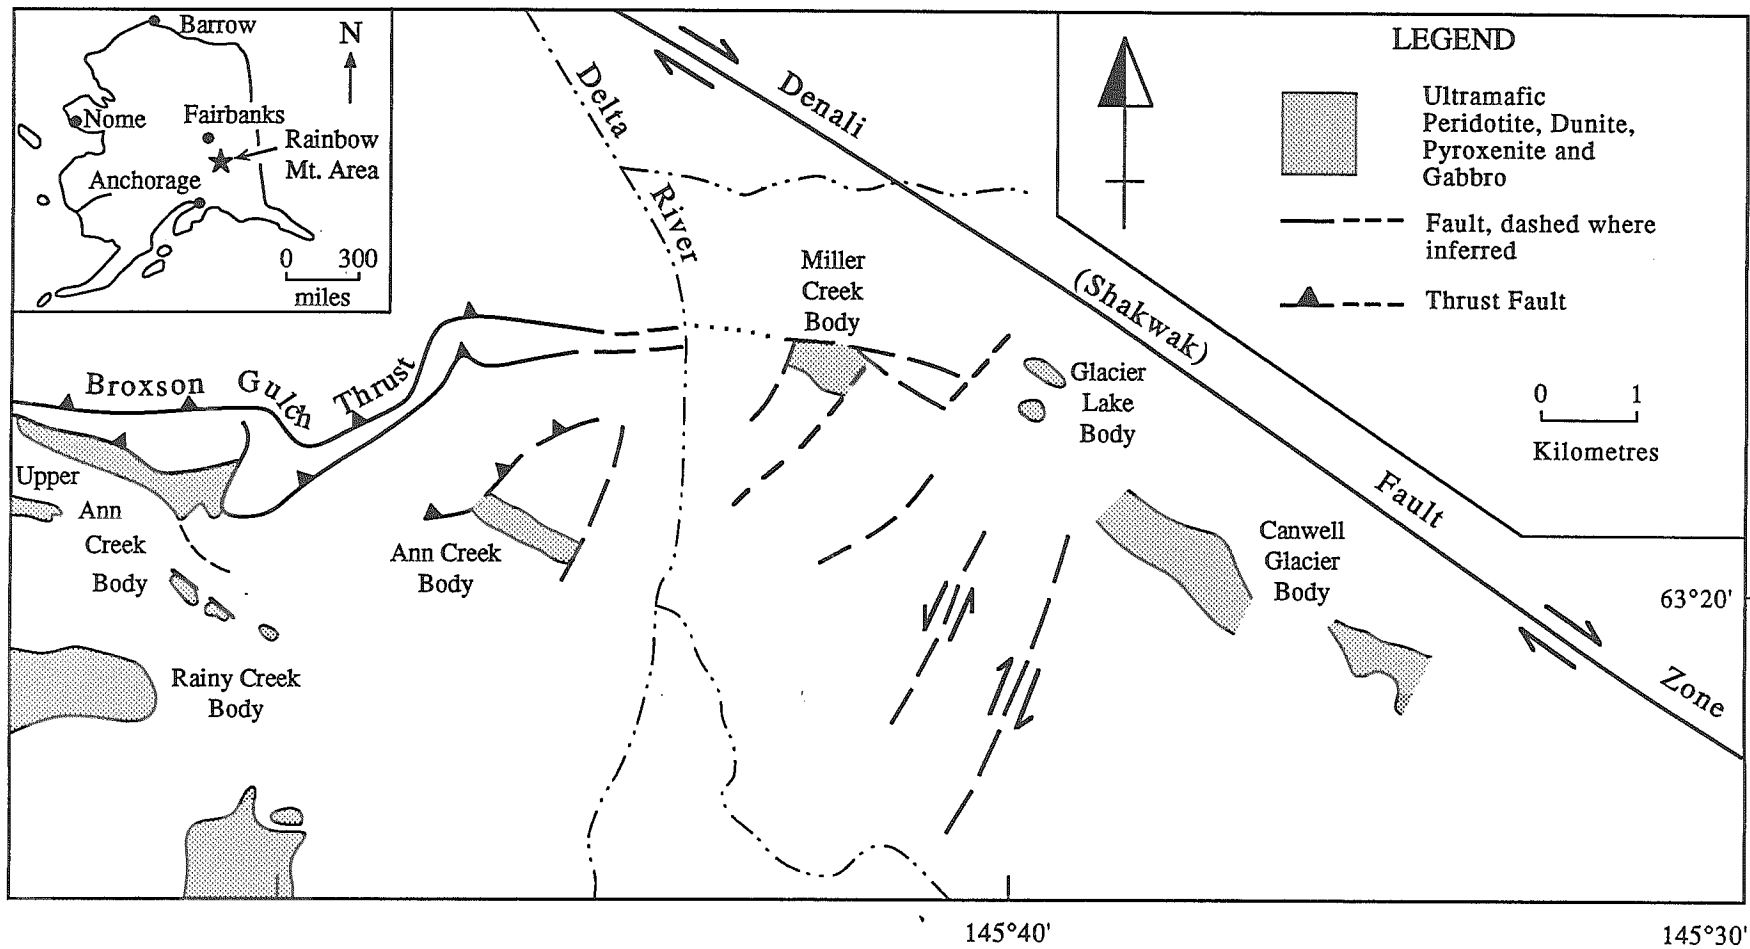 Barrow
N
Nome
Fairbanks
Rainbow
Mt. Area
Anchorage
0 300
miles
Delta
River
Denali
(Shakwak)
Fault
Zone
LEGEND
Ultramafic
Peridotite, Dunite,
Pyroxenite and
Gabbro
Fault, dashed where
inferred
Thrust Fault
0 1
Kilometres
Miller
Creek
Body
Glacier
Lake
Body
Broxson Gulch Thrust
Upper
Ann
Creek
Body
Ann Creek
Body
Canwell
Glacier
Body
Rainy Creek
Body
63°20'
145°40'
145°30'